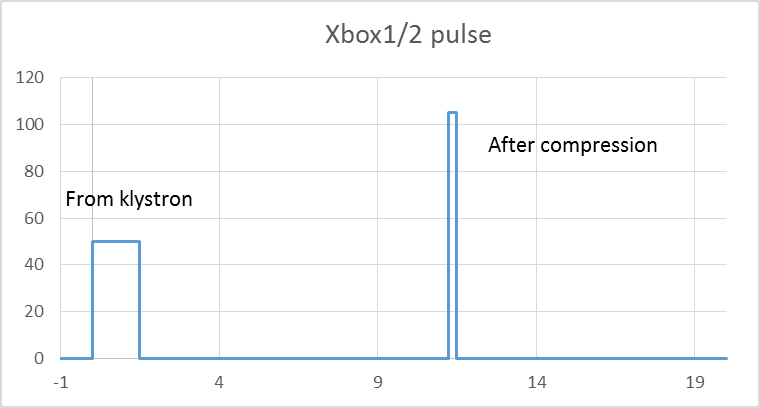 Xbox1/2 pulse
120
100
After compression
80
From klystron
60
40
20
0
-1 4 9 14 19